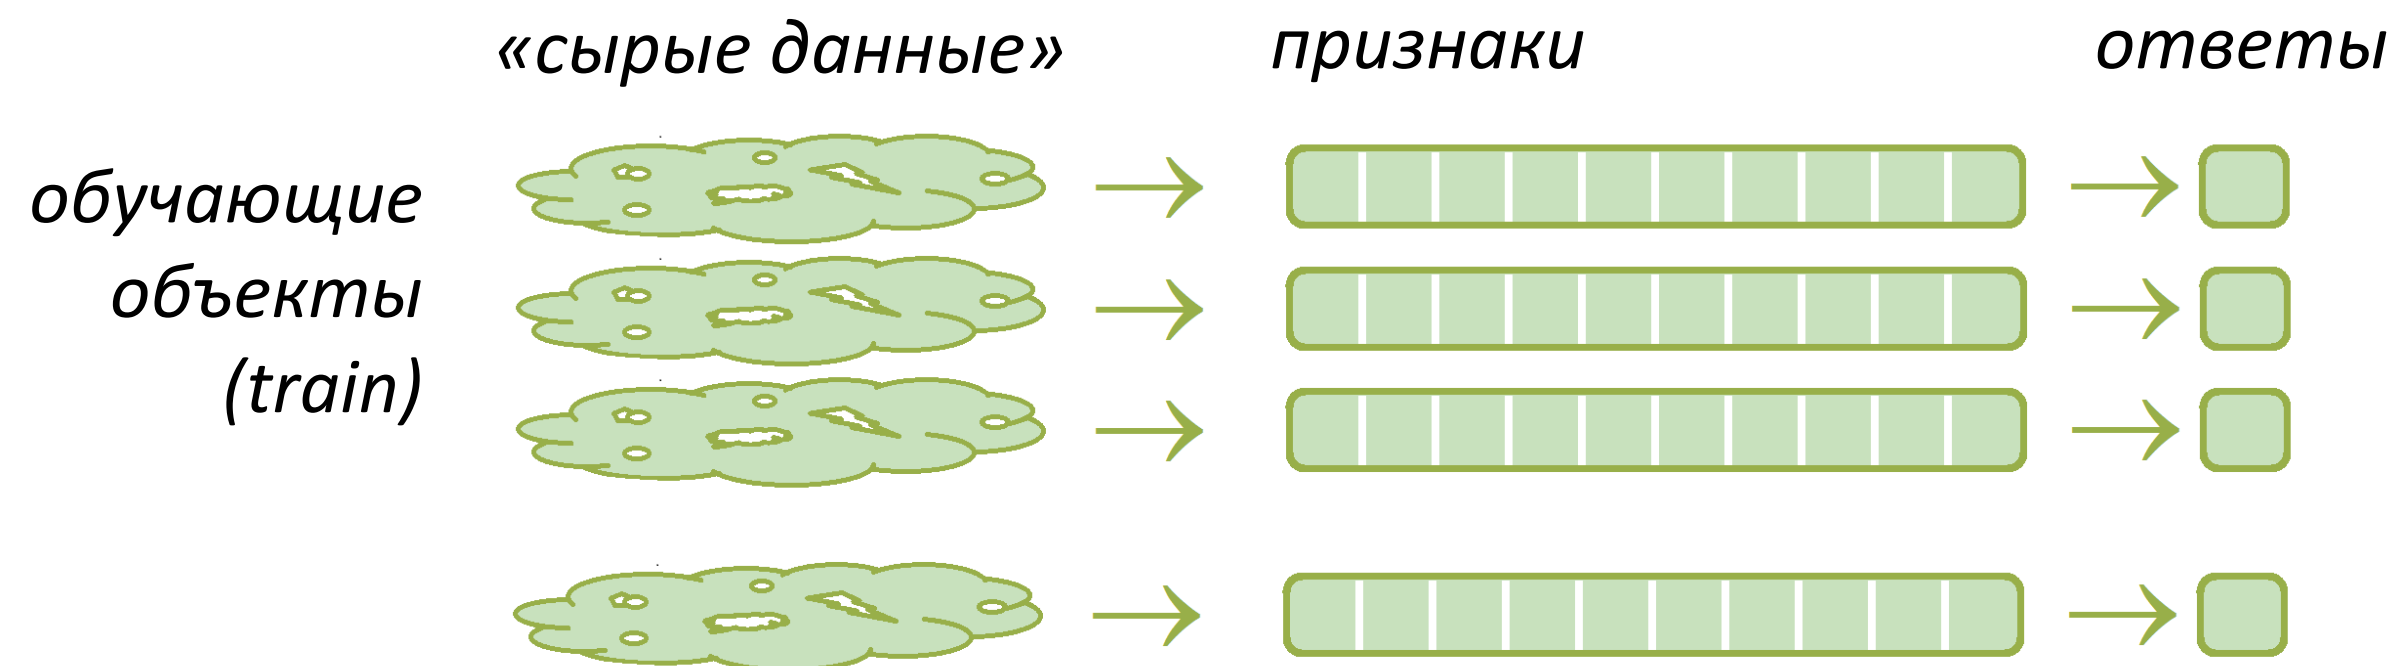 «сырые данные»
признаки
ответы
обучающие
объекты
(train)